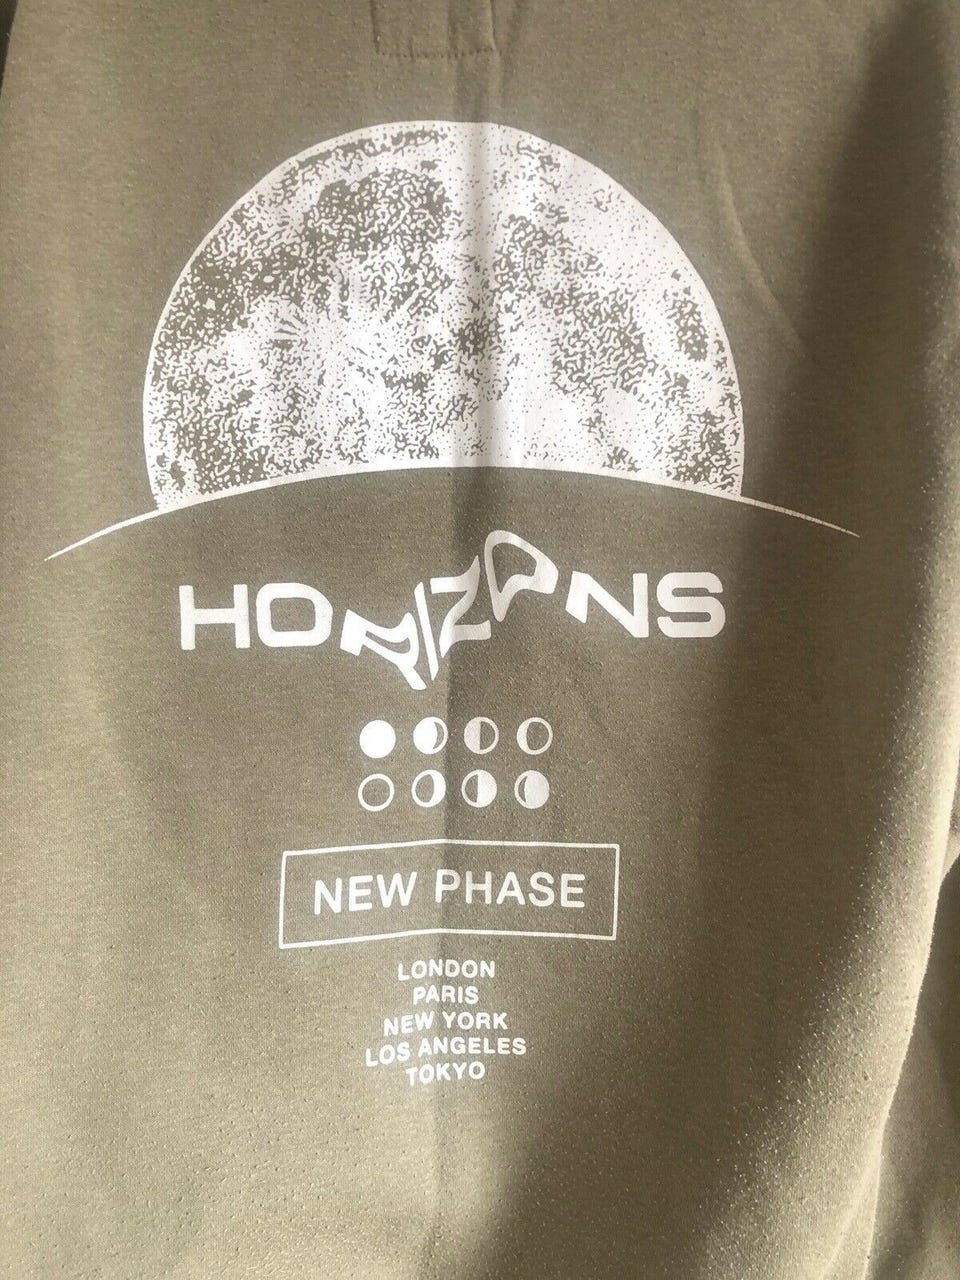 HORIZONS
NEW PHASE
LONDON
PARIS
NEW YORK
LOS ANGELES
TOKYO